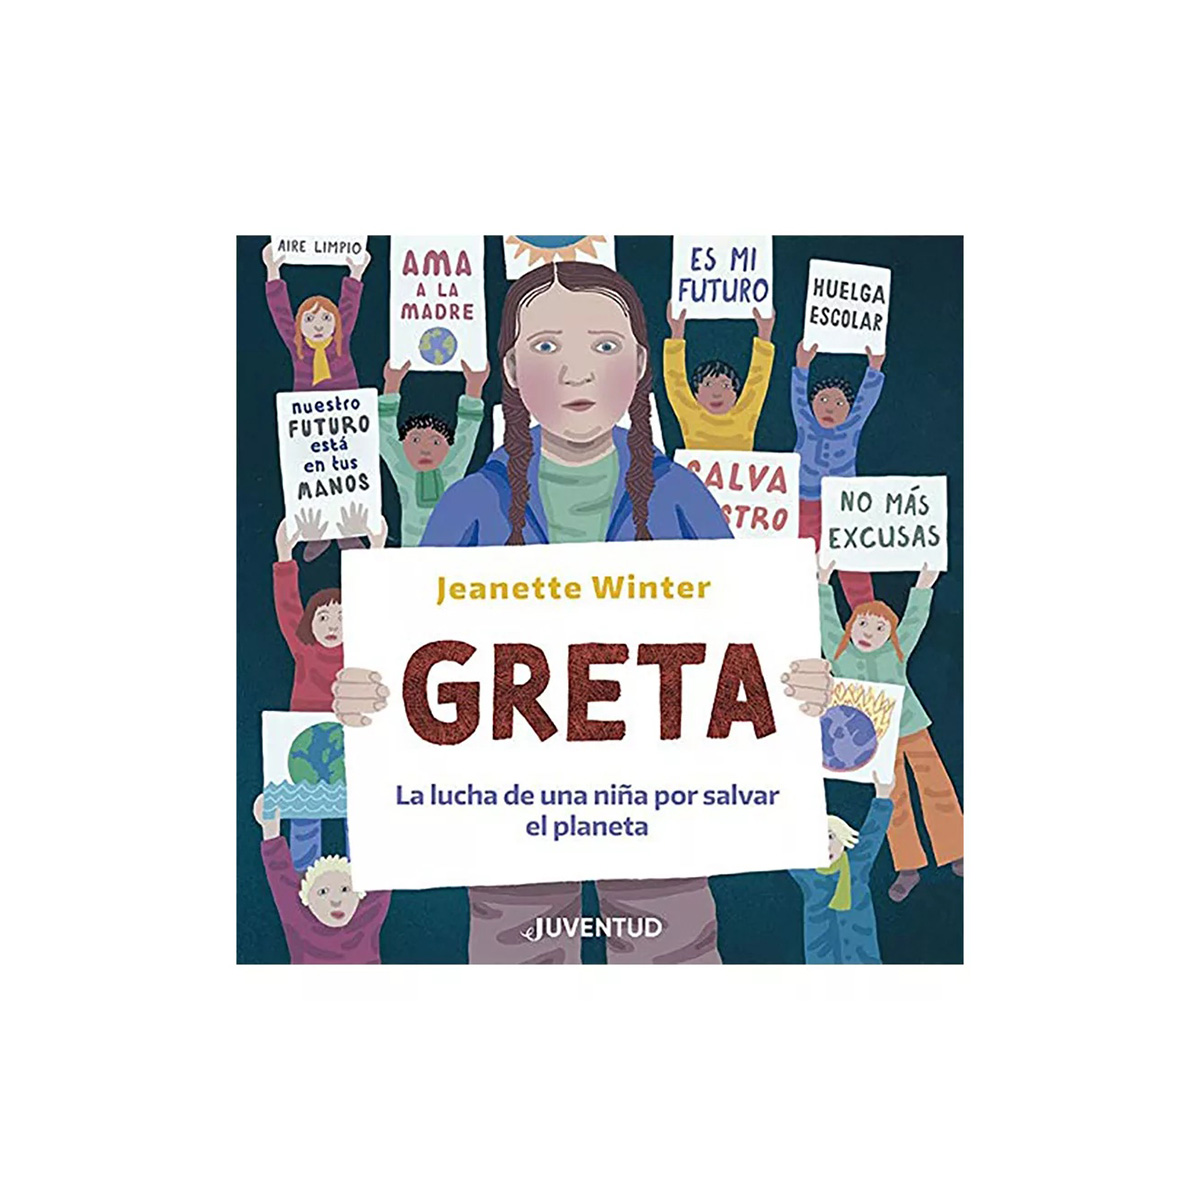 AIRE LIMPIO
AMA
A LA
MADRE
ES MI
FUTURO
HUELGA
ESCOLAR
nuestro
FUTURO
está
en tus
MANOS
SALVA
NO MÁS
EXCUSAS
Jeanette Winter
GRETA
La lucha de una niña por salvar
el planeta
JUVENTUD